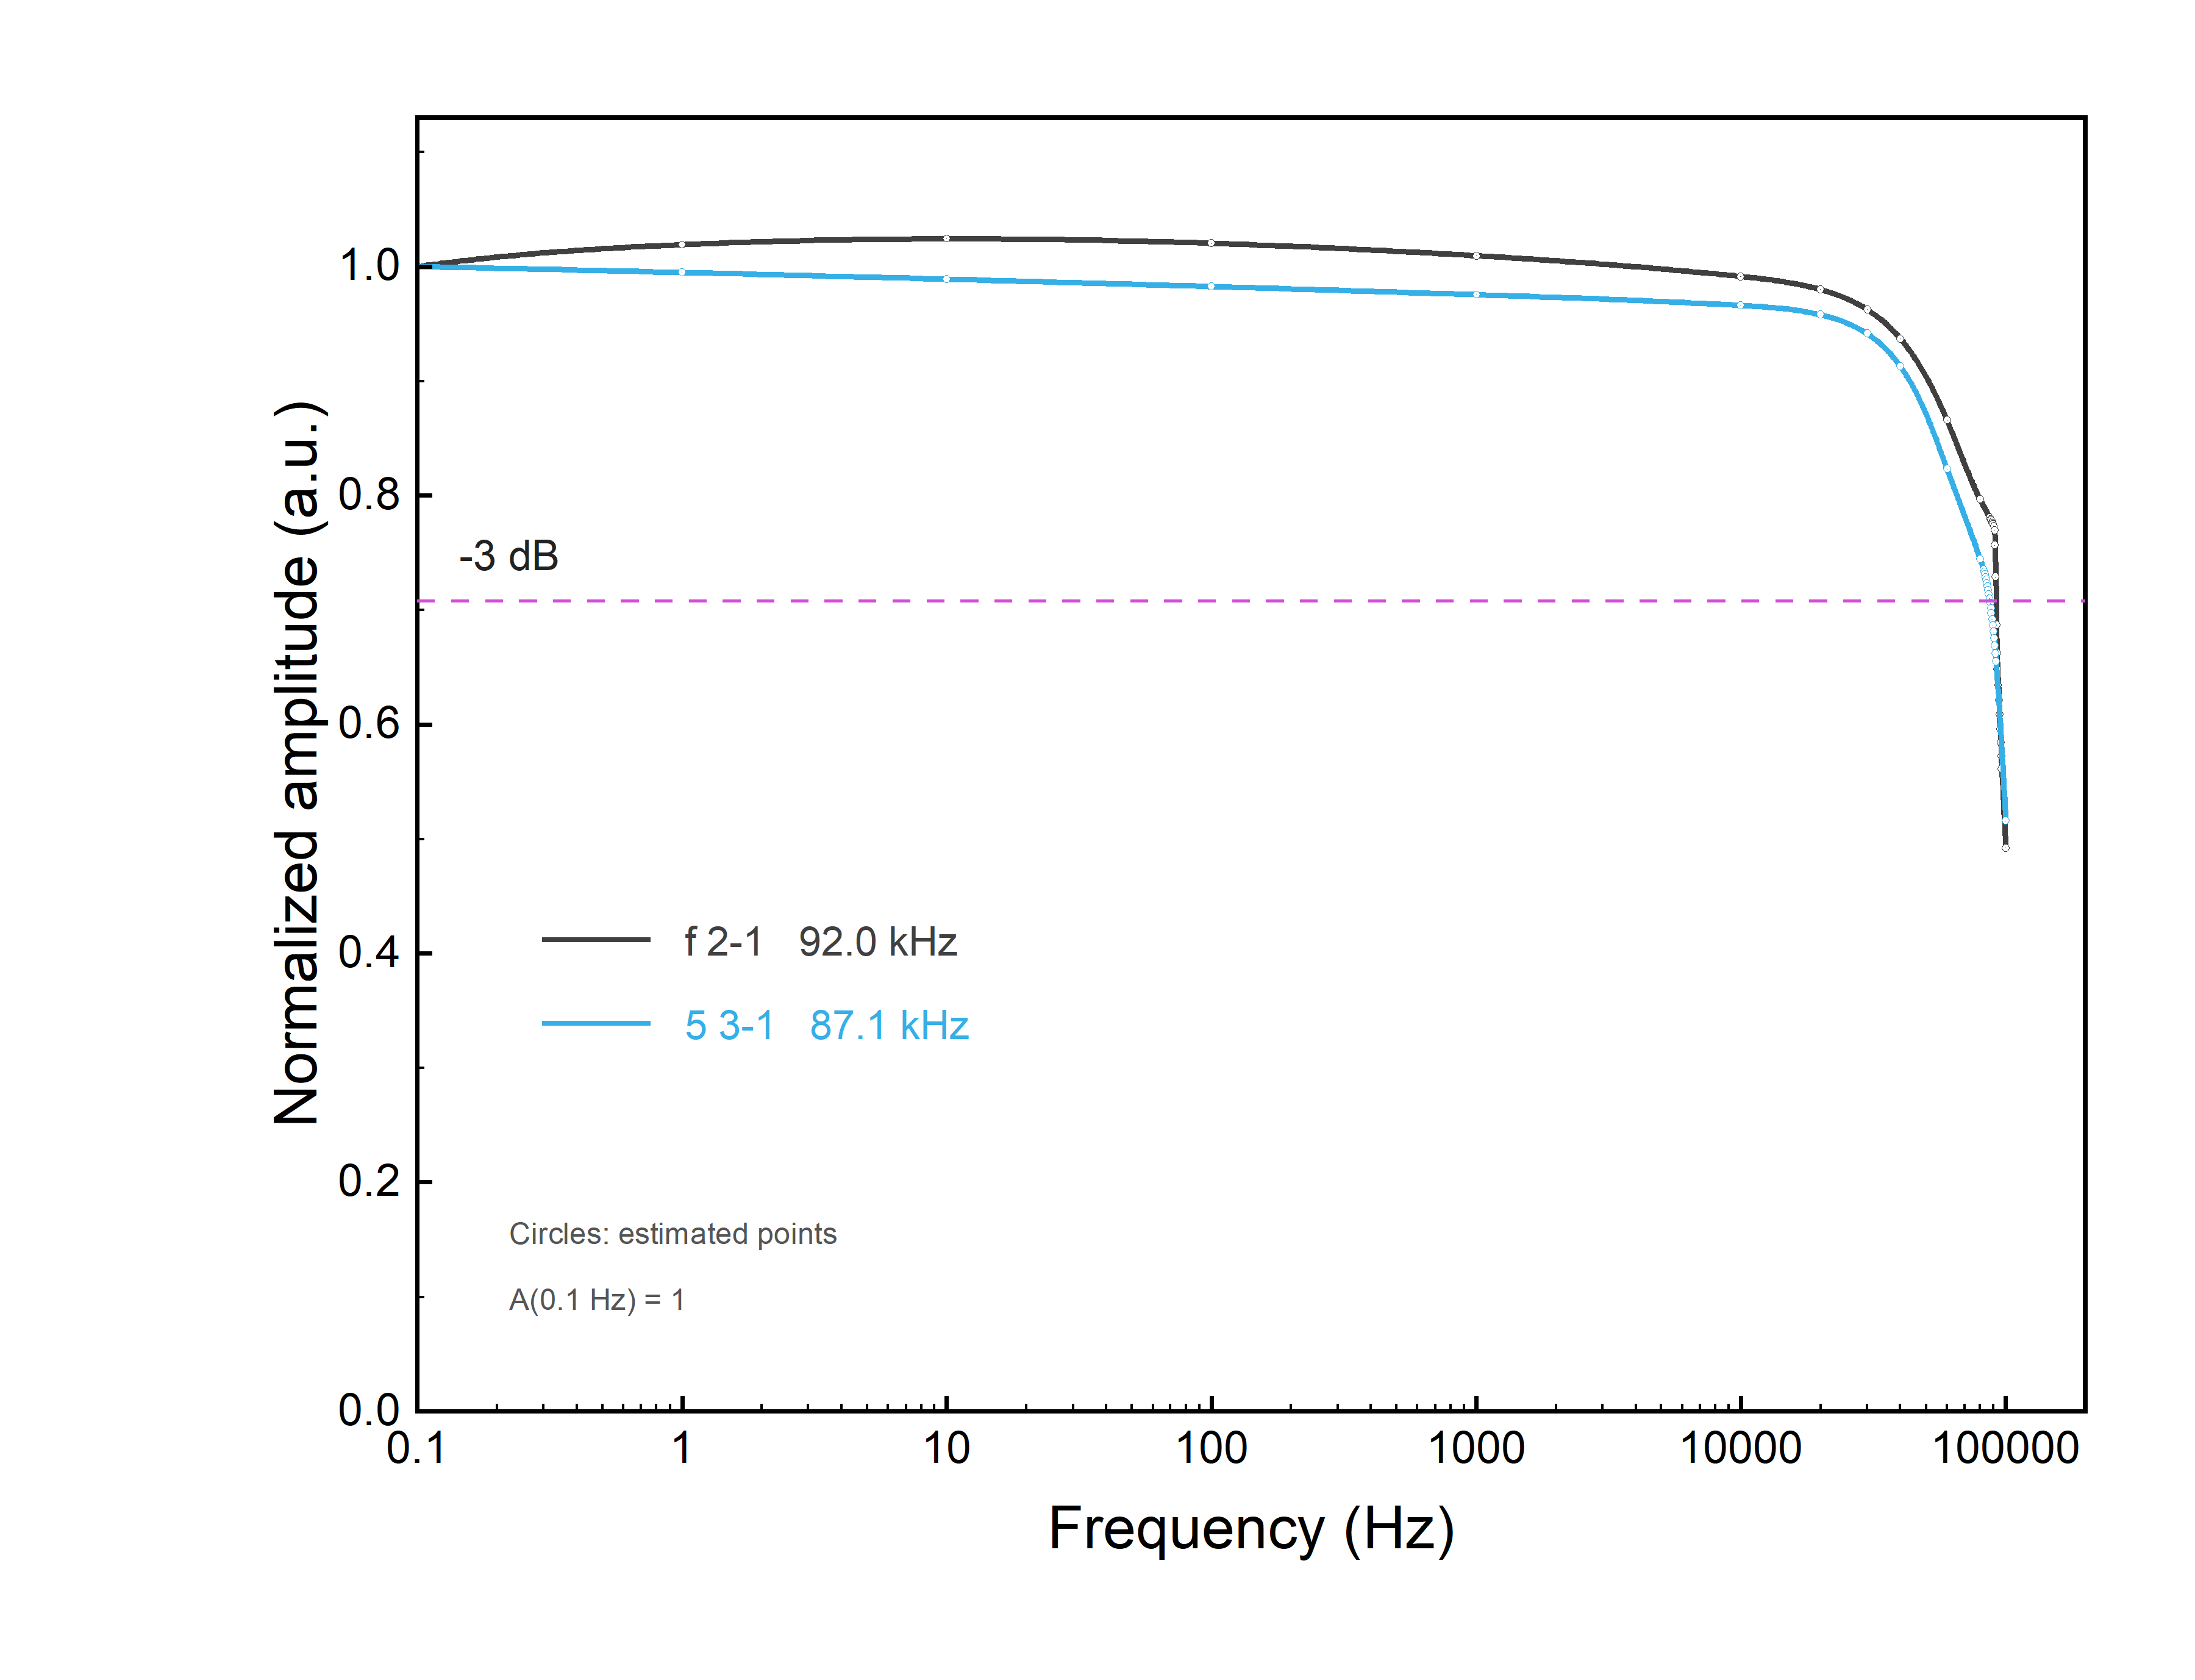 Normalized amplitude (a.u.)
1.0
0.8
0.6
0.4
0.2
0.0
-3 dB
f 2-1 92.0 kHz
5 3-1 87.1 kHz
Circles: estimated points
A(0.1 Hz) = 1
0.1 1 10 100 1000 10000 100000
Frequency (Hz)